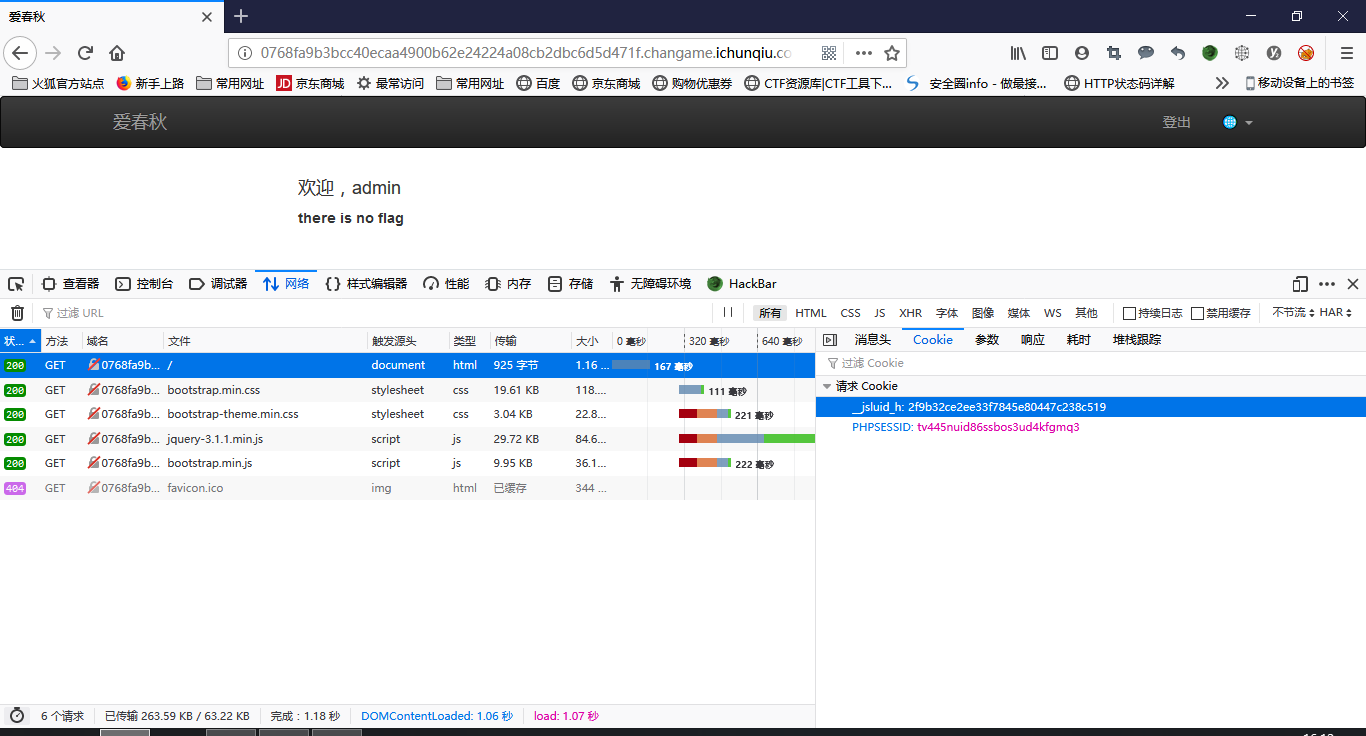 爱春秋
0768fa9b3bcc40ecaa4900b62e24224a08cb2dbc6d5d471f.changame.ichunqiu.co
火狐官方站点 新手上路 常用网址 JD 京东商城 最常访问 常用网址 百度 京东商城 购物优惠券 CTF资源库|CTF工具下... 安全圈info - 做最接... HTTP状态码详解 移动设备上的书签
爱春秋 登出
欢迎，admin
there is no flag
查看器 控制台 调试器 网络 样式编辑器 性能 内存 存储 无障碍环境 HackBar
过滤 URL 所有 HTML CSS JS XHR 字体 图像 媒体 WS 其他 持续日志 禁用缓存 不节流 HAR
状... 方法 域名 文件 触发源头 类型 传输 大小 0 毫秒 320 毫秒 640 毫秒 消息头 Cookie 参数 响应 耗时 堆栈跟踪
200 GET 0768fa9b... / document html 925 字节 1.16 ... 167 毫秒
过滤 Cookie
200 GET 0768fa9b... bootstrap.min.css stylesheet css 19.61 KB 118.... 111 毫秒
请求 Cookie
200 GET 0768fa9b... bootstrap-theme.min.css stylesheet css 3.04 KB 22.8... 221 毫秒
__jsluid_h: 2f9b32ce2ee33f7845e80447c238c519
200 GET 0768fa9b... jquery-3.1.1.min.js script js 29.72 KB 84.6...
PHPSESSID: tv445nuid86ssbos3ud4kfgmq3
200 GET 0768fa9b... bootstrap.min.js script js 9.95 KB 36.1... 222 毫秒
404 GET 0768fa9b... favicon.ico img html 已缓存 344 ...
6 个请求 已传输 263.59 KB / 63.22 KB 完成：1.18 秒 DOMContentLoaded: 1.06 秒 load: 1.07 秒